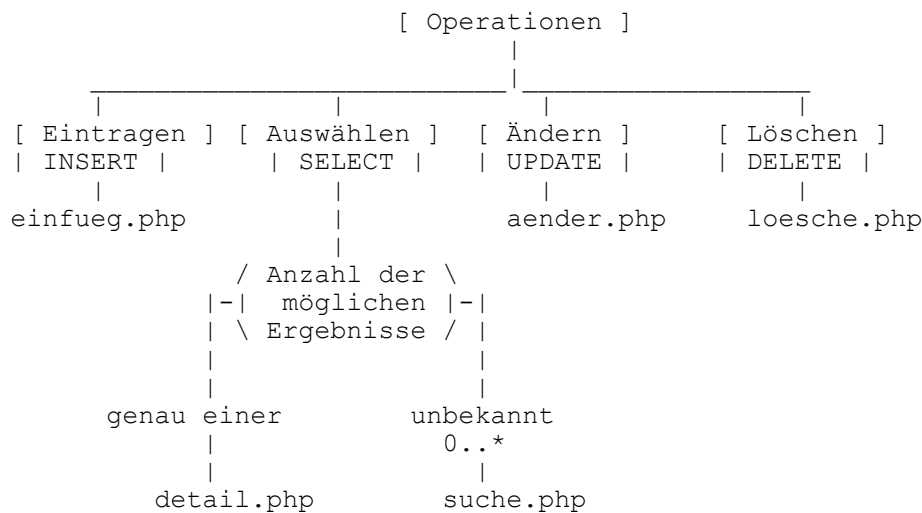 [ Operationen ]
[ Eintragen ] [ Auswählen ] [ Ändern ] [ Löschen ]
| INSERT | | SELECT | | UPDATE | | DELETE |
einfueg.php aender.php loesche.php
/ Anzahl der \
|-| möglichen |-|
| \ Ergebnisse / |
genau einer unbekannt
0..*
detail.php suche.php